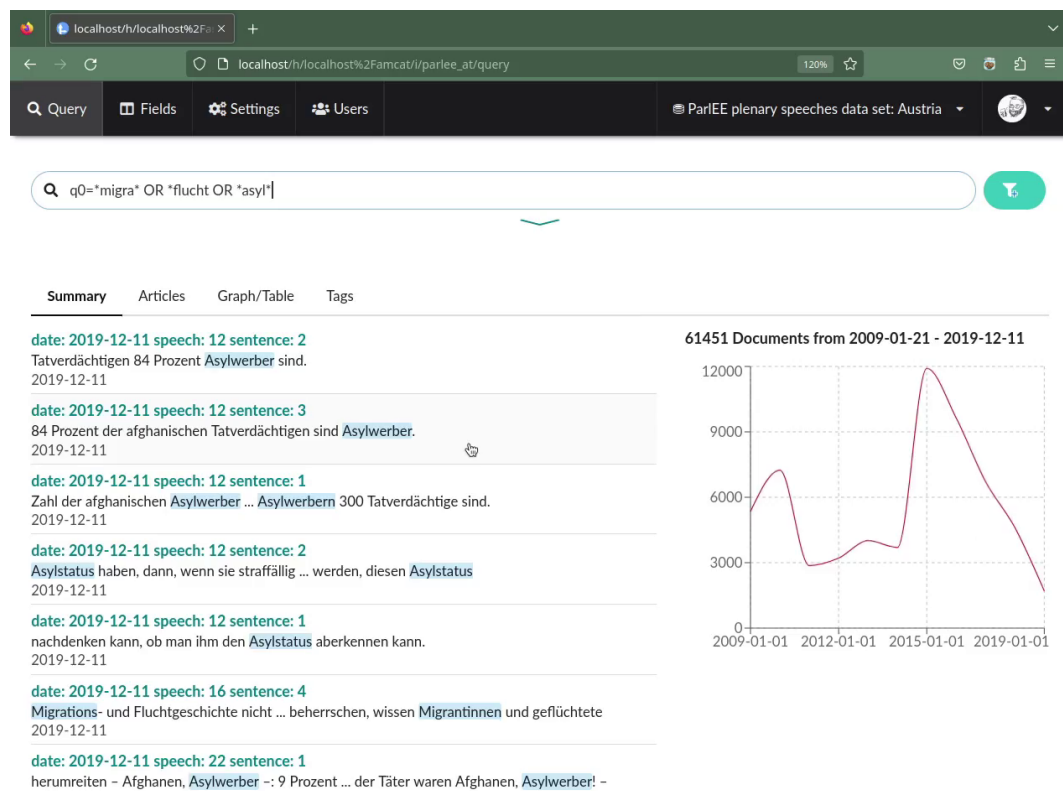 localhost/h/localhost%2Fa
localhost/h/localhost%2Famcat/i/parlee_at/query
120%
Query Fields Settings Users ParlEE plenary speeches data set: Austria
q0=*migra* OR *flucht OR *asyl*
Summary Articles Graph/Table Tags
date: 2019-12-11 speech: 12 sentence: 2
Tatverdächtigen 84 Prozent Asylwerber sind.
2019-12-11
date: 2019-12-11 speech: 12 sentence: 3
84 Prozent der afghanischen Tatverdächtigen sind Asylwerber.
2019-12-11
date: 2019-12-11 speech: 12 sentence: 1
Zahl der afghanischen Asylwerber ... Asylwerbern 300 Tatverdächtige sind.
2019-12-11
date: 2019-12-11 speech: 12 sentence: 2
Asylstatus haben, dann, wenn sie straffällig ... werden, diesen Asylstatus
2019-12-11
date: 2019-12-11 speech: 12 sentence: 1
nachdenken kann, ob man ihm den Asylstatus aberkennen kann.
2019-12-11
date: 2019-12-11 speech: 16 sentence: 4
Migrations- und Fluchtgeschichte nicht ... beherrschen, wissen Migrantinnen und geflüchtete
2019-12-11
date: 2019-12-11 speech: 22 sentence: 1
herumreiten – Afghanen, Asylwerber –: 9 Prozent ... der Täter waren Afghanen, Asylwerber! –
61451 Documents from 2009-01-21 - 2019-12-11
12000
9000
6000
3000
0
2009-01-01 2012-01-01 2015-01-01 2019-01-01